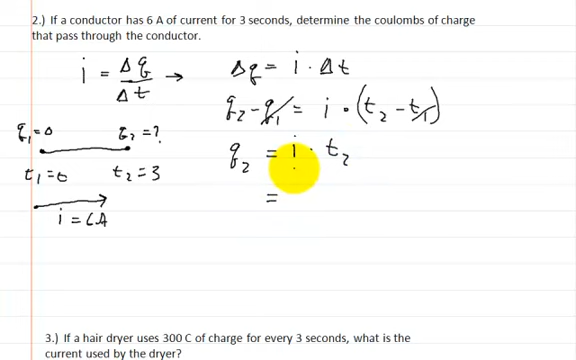 2.) If a conductor has 6 A of current for 3 seconds, determine the coulombs of charge
that pass through the conductor.
i = Δq / Δt → Δq = i · Δt
q₂ - q₁ = i · (t₂ - t₁)
q₁ = 0 q₂ = ?
q₂ = i · t₂
t₁ = 0 t₂ = 3
=
i = 6A
3.) If a hair dryer uses 300 C of charge for every 3 seconds, what is the
current used by the dryer?